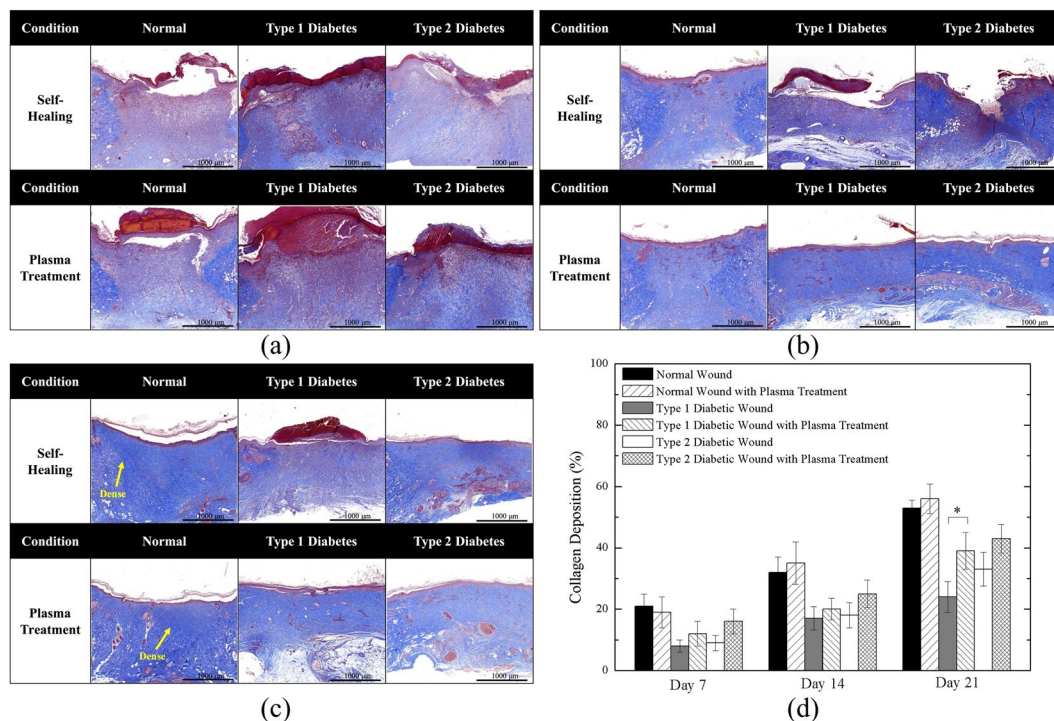 Condition Normal Type 1 Diabetes Type 2 Diabetes
Self-
Healing
1000 µm 1000 µm 1000 µm
Condition Normal Type 1 Diabetes Type 2 Diabetes
Plasma
Treatment
1000 µm 1000 µm 1000 µm
(a)
Condition Normal Type 1 Diabetes Type 2 Diabetes
Self-
Healing
1000 µm 1000 µm 1000 µm
Condition Normal Type 1 Diabetes Type 2 Diabetes
Plasma
Treatment
1000 µm 1000 µm 1000 µm
(b)
Condition Normal Type 1 Diabetes Type 2 Diabetes
Self-
Healing
Dense
1000 µm 1000 µm 1000 µm
Condition Normal Type 1 Diabetes Type 2 Diabetes
Plasma
Treatment
Dense
1000 µm 1000 µm 1000 µm
(c)
Collagen Deposition (%)
100
80
60
40
20
0
Normal Wound
Normal Wound with Plasma Treatment
Type 1 Diabetic Wound
Type 1 Diabetic Wound with Plasma Treatment
Type 2 Diabetic Wound
Type 2 Diabetic Wound with Plasma Treatment
*
Day 7 Day 14 Day 21
(d)